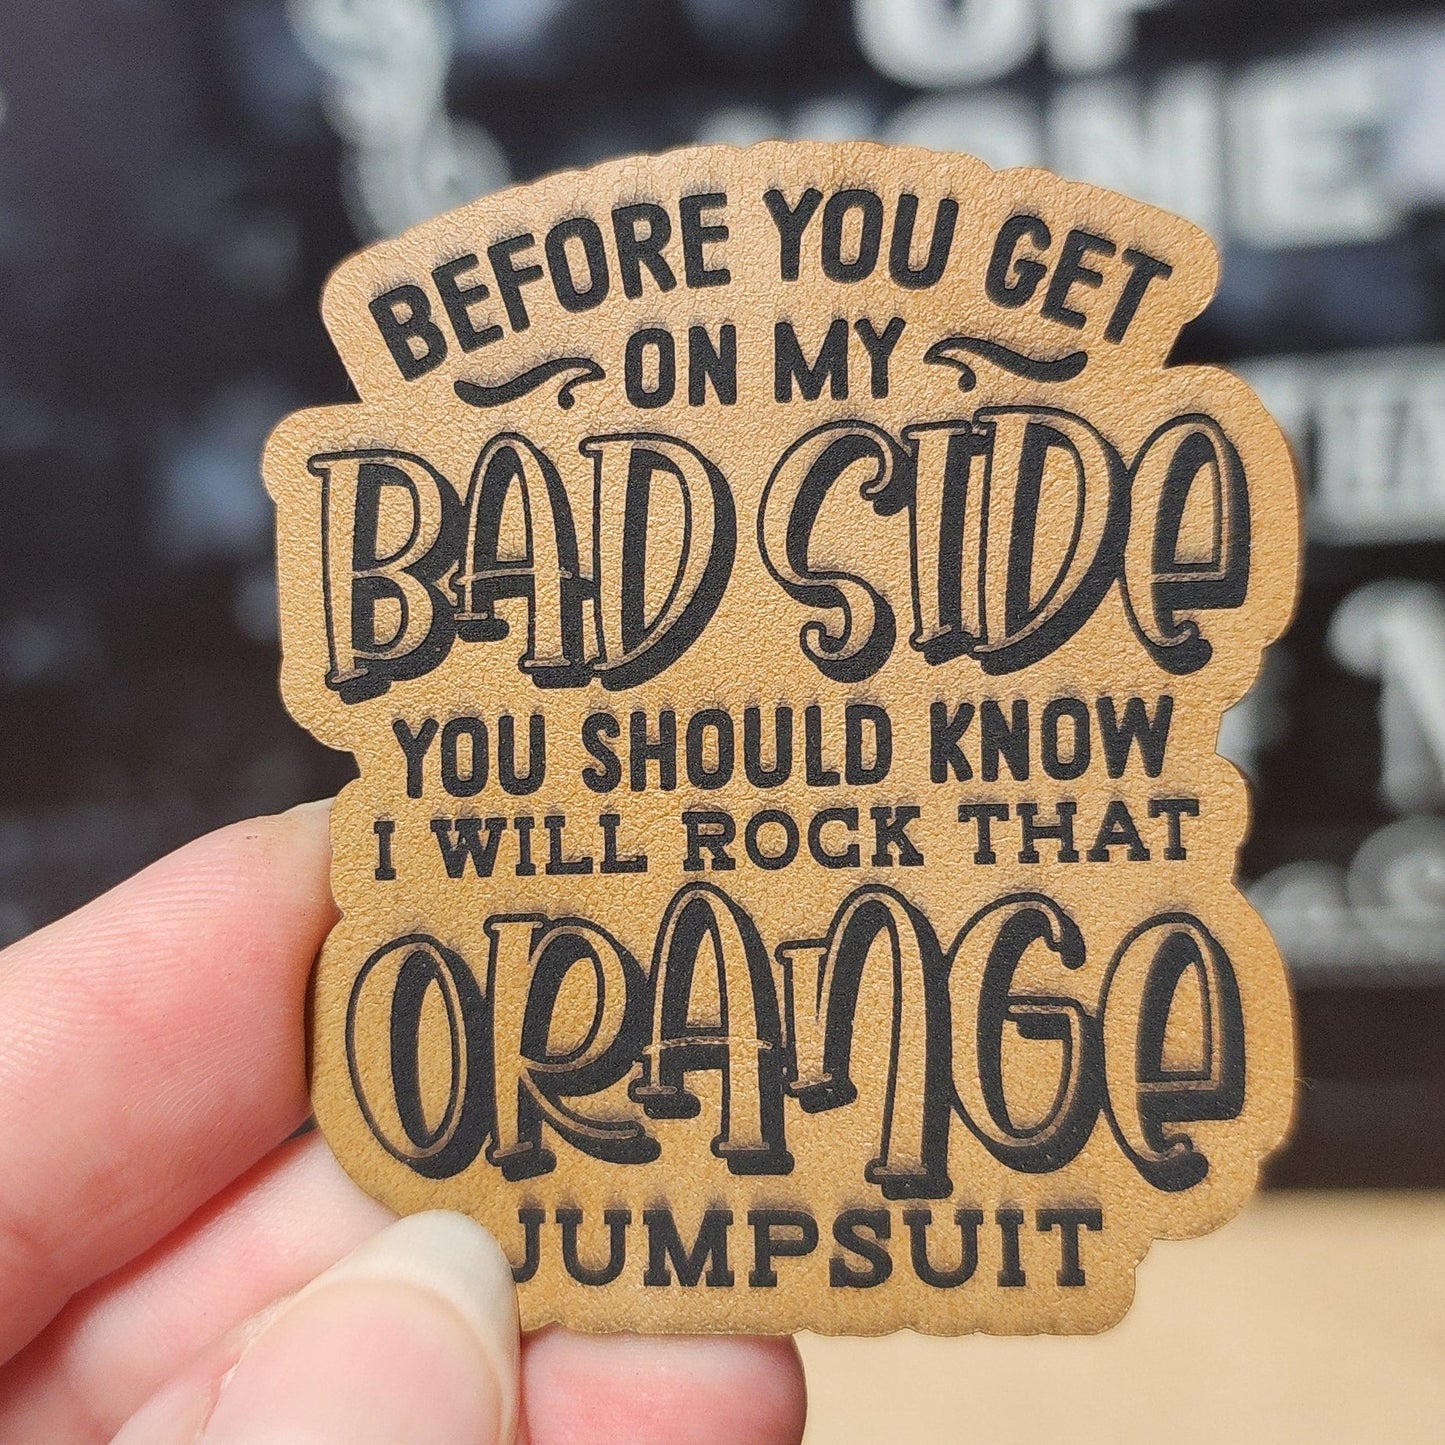 BEFORE YOU GET
ON MY
BAD SIDe
YOU SHOULD KNOW
I WILL ROCK THAT
ORANGe
JUMPSUIT